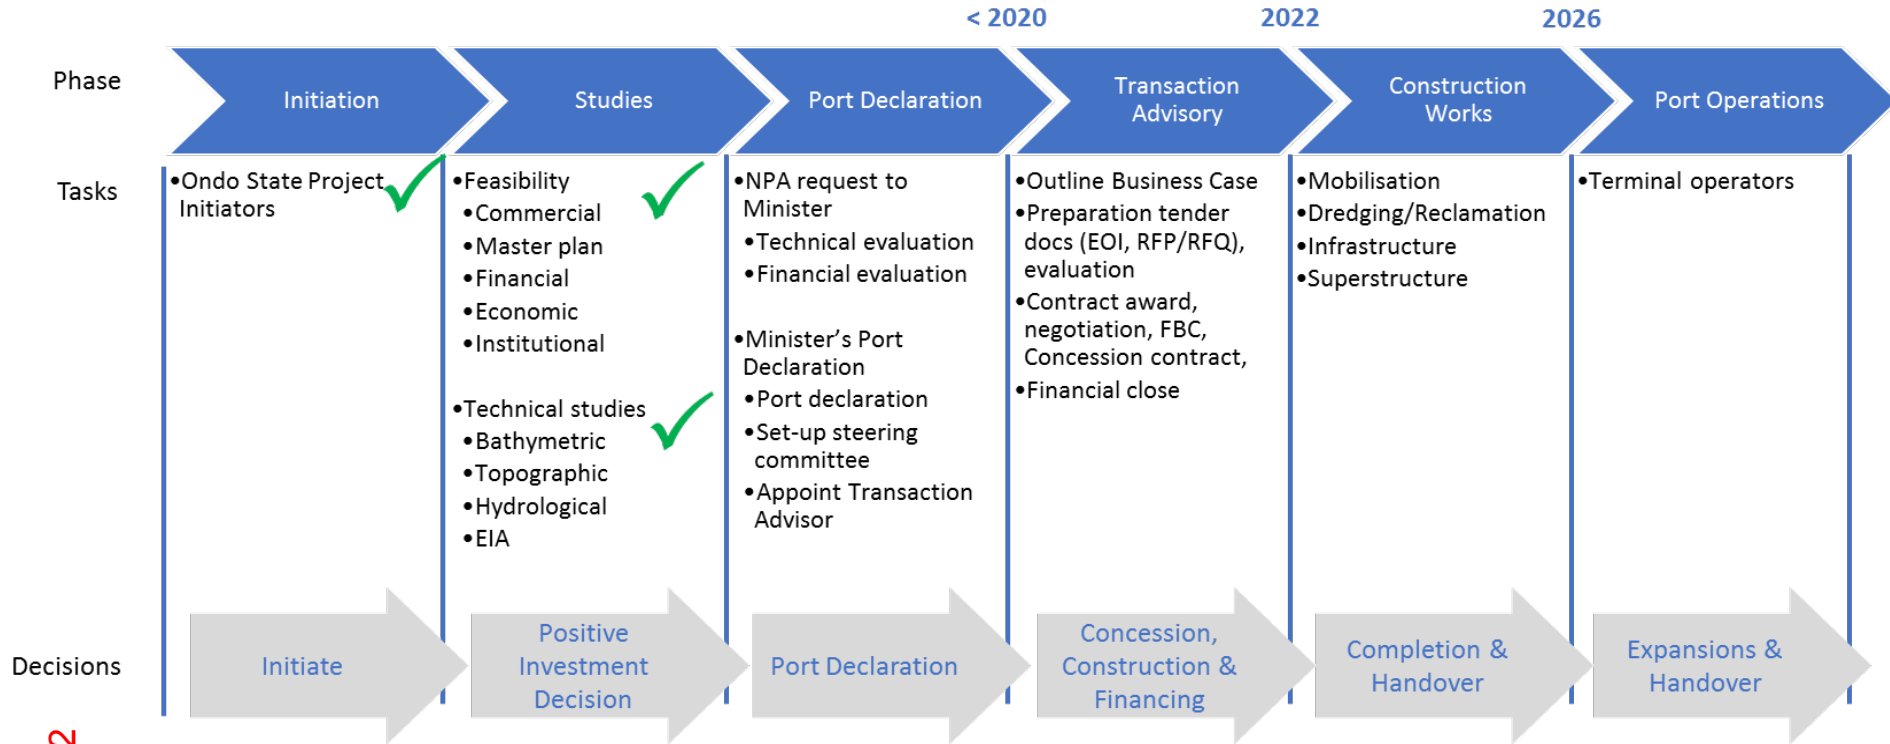 < 2020
2022
2026
Phase
Initiation
Studies
Port Declaration
Transaction
Advisory
Construction
Works
Port Operations
Tasks
•Ondo State Project
Initiators
•Feasibility
•Commercial
•Master plan
•Financial
•Economic
•Institutional
•Technical studies
•Bathymetric
•Topographic
•Hydrological
•EIA
•NPA request to
Minister
•Technical evaluation
•Financial evaluation
•Minister’s Port
Declaration
•Port declaration
•Set-up steering
committee
•Appoint Transaction
Advisor
•Outline Business Case
•Preparation tender
docs (EOI, RFP/RFQ),
evaluation
•Contract award,
negotiation, FBC,
Concession contract,
•Financial close
•Mobilisation
•Dredging/Reclamation
•Infrastructure
•Superstructure
•Terminal operators
Decisions
Initiate
Positive
Investment
Decision
Port Declaration
Concession,
Construction &
Financing
Completion &
Handover
Expansions &
Handover
2